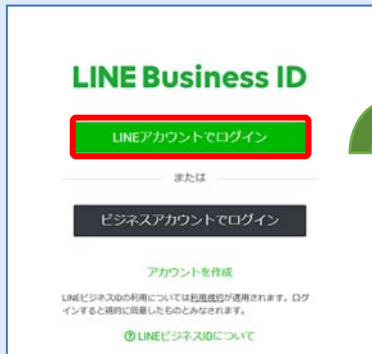 LINE Business ID
LINEアカウントでログイン
または
ビジネスアカウントでログイン
アカウントを作成
LINEビジネスIDの利用については利用規約が適用されます。ログ
インすると規約に同意したものとみなされます。
?LINEビジネスIDについて